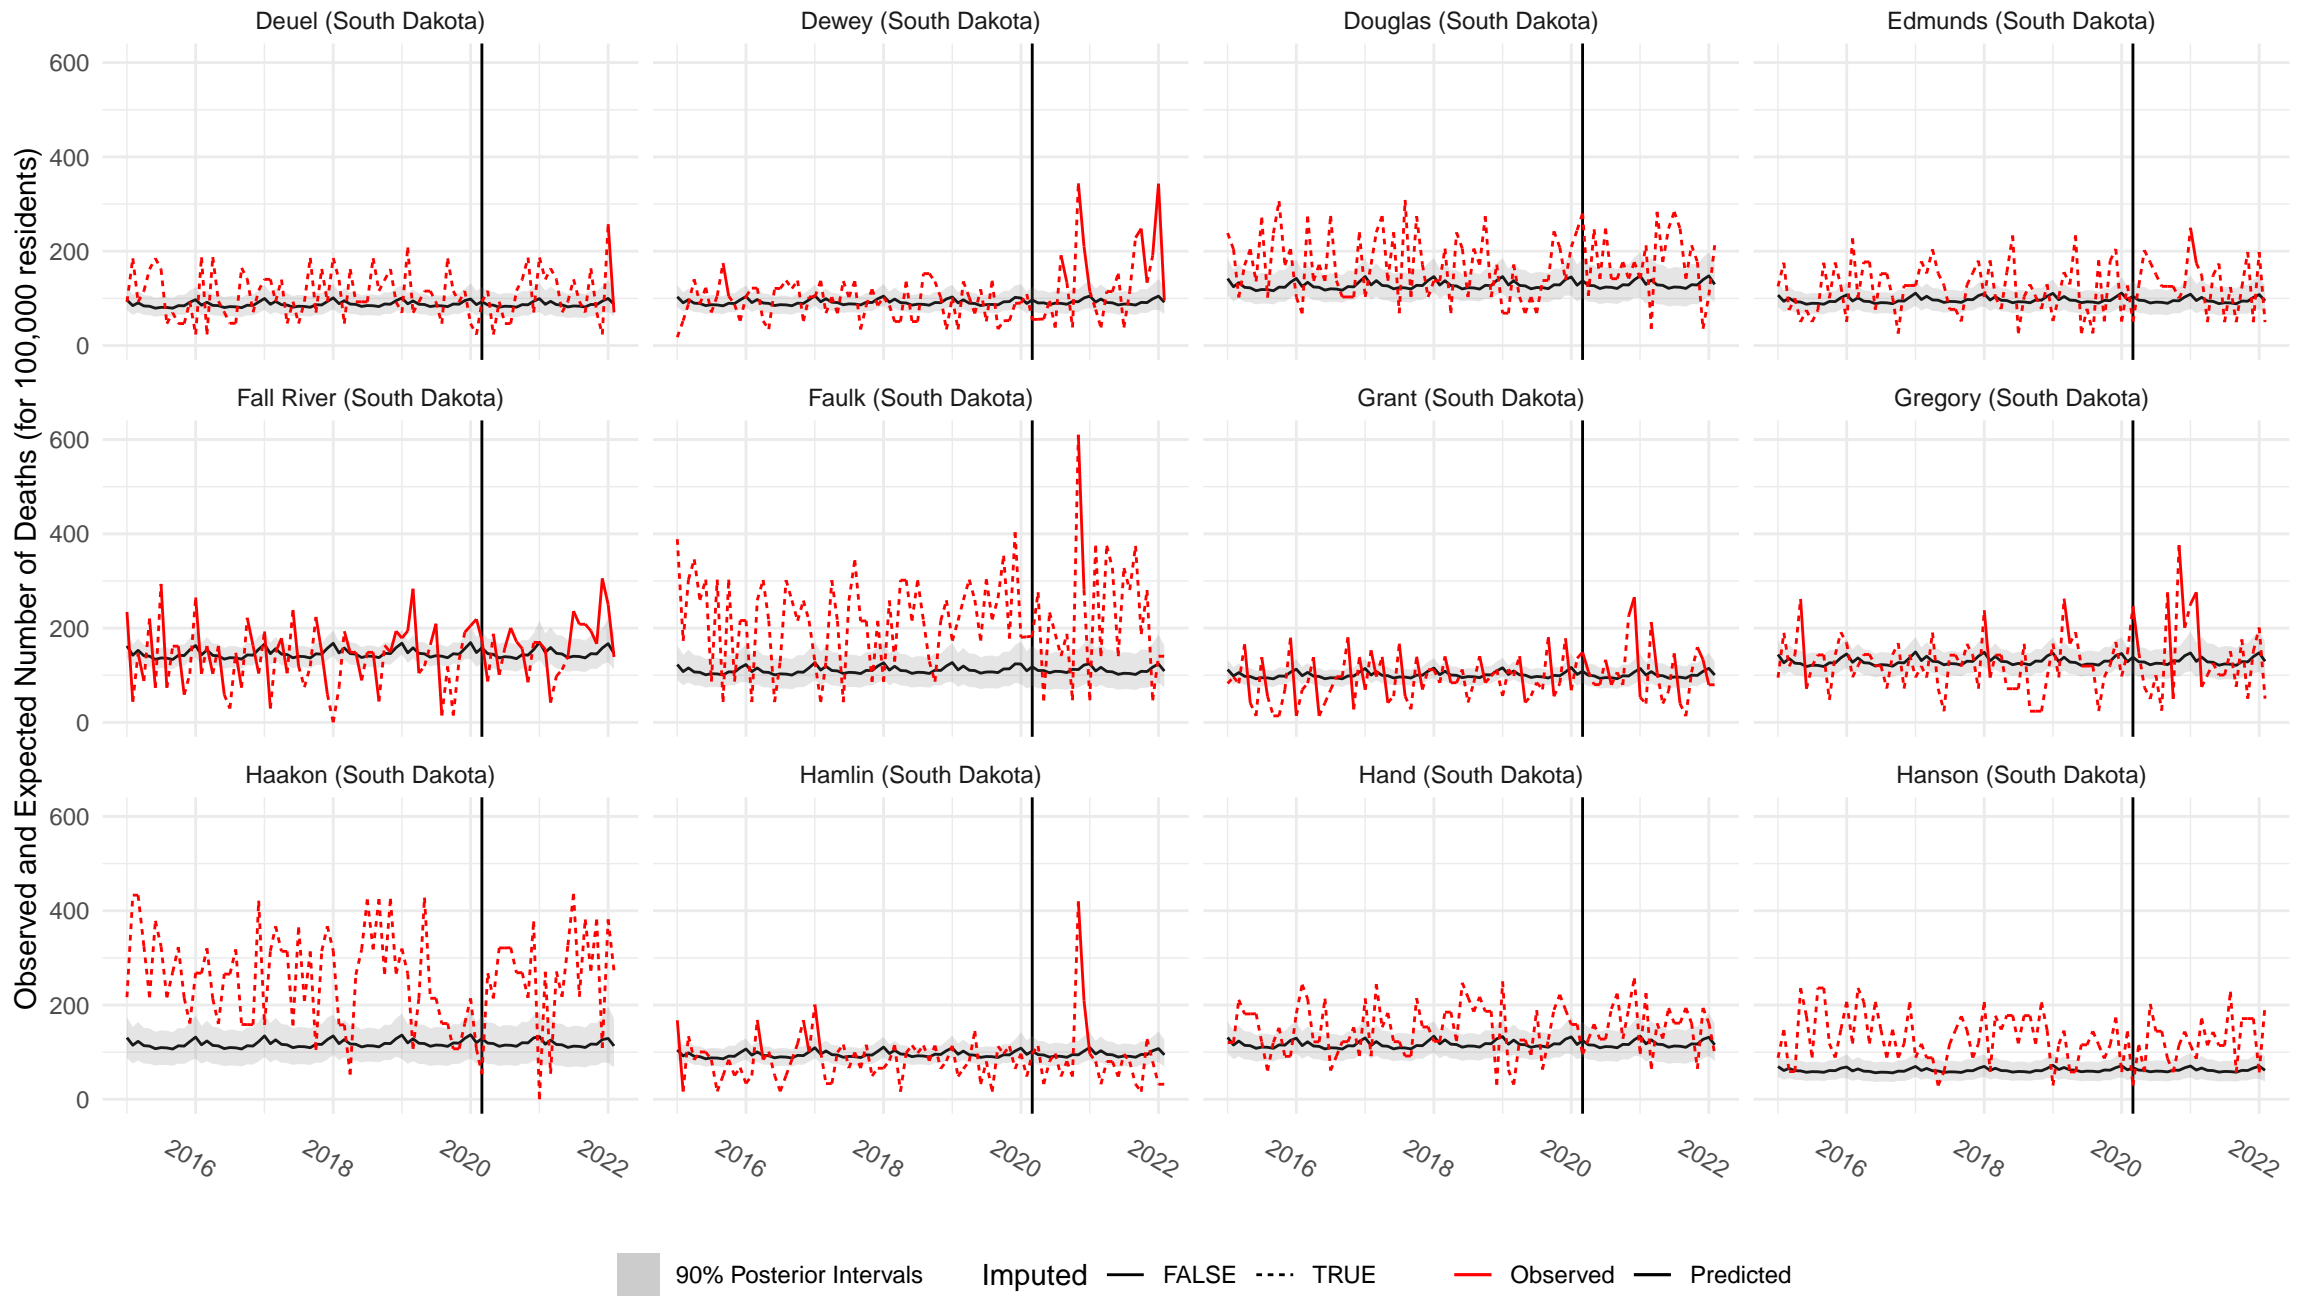 Deuel (South Dakota) Dewey (South Dakota) Douglas (South Dakota) Edmunds (South Dakota)
600
400
200
0
Fall River (South Dakota) Faulk (South Dakota) Grant (South Dakota) Gregory (South Dakota)
600
400
200
0
Haakon (South Dakota) Hamlin (South Dakota) Hand (South Dakota) Hanson (South Dakota)
600
400
200
0
2016 2018 2020 2022 2016 2018 2020 2022 2016 2018 2020 2022 2016 2018 2020 2022
Observed and Expected Number of Deaths (for 100,000 residents)
90% Posterior Intervals Imputed FALSE TRUE Observed Predicted